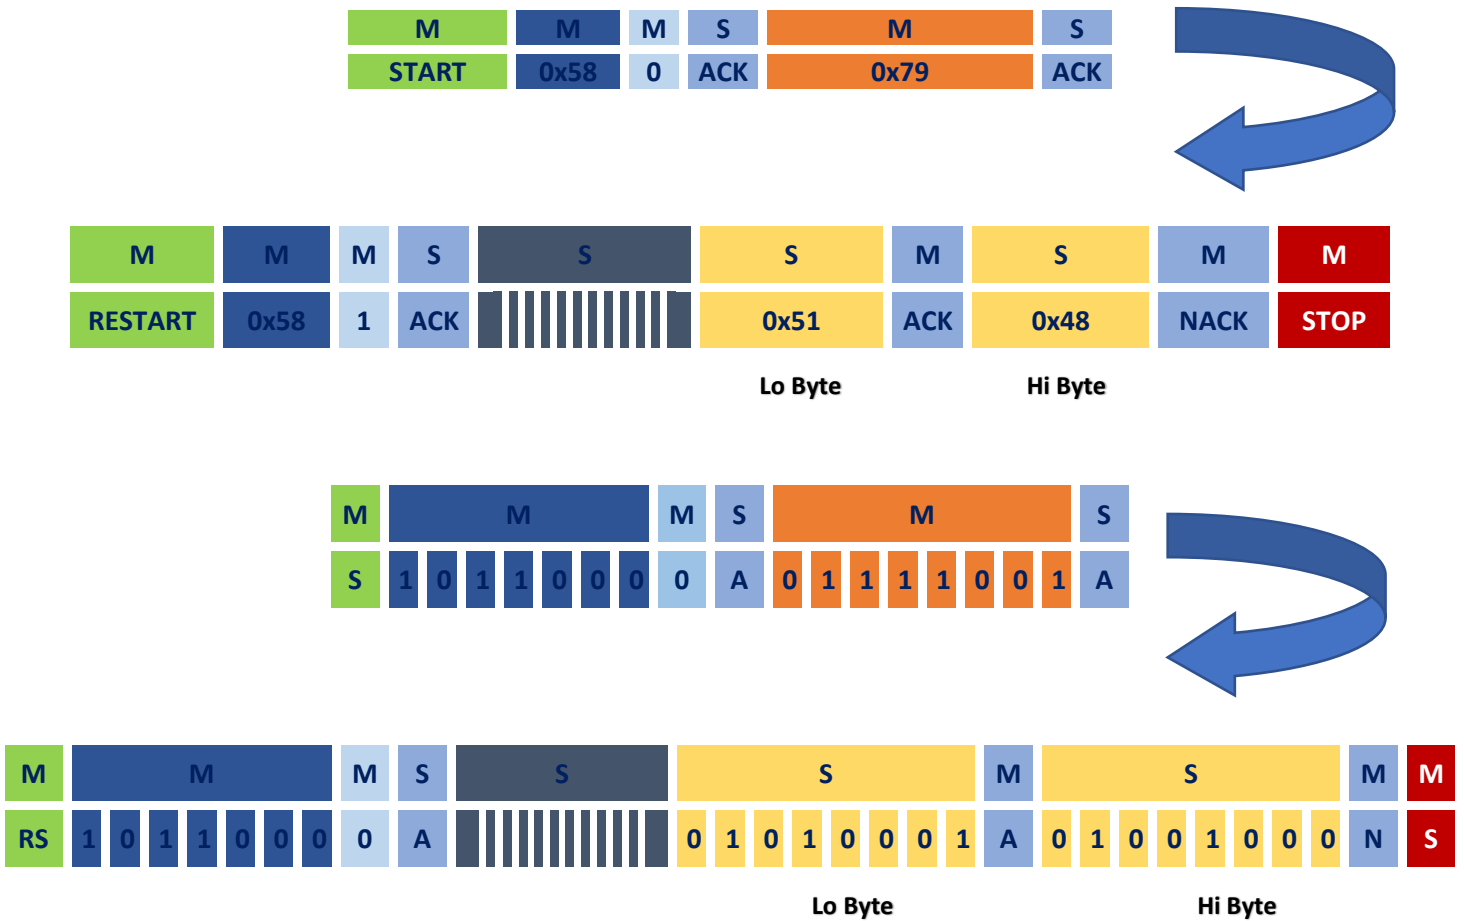 M M M S M S
START 0x58 0 ACK 0x79 ACK
M M M S S S M S M M
RESTART 0x58 1 ACK 0x51 ACK 0x48 NACK STOP
Lo Byte Hi Byte
M M M S M S
S 1 0 1 1 0 0 0 0 A 0 1 1 1 1 0 0 1 A
M M M S S S M S M M
RS 1 0 1 1 0 0 0 0 A 0 1 0 1 0 0 0 1 A 0 1 0 0 1 0 0 0 N S
Lo Byte Hi Byte